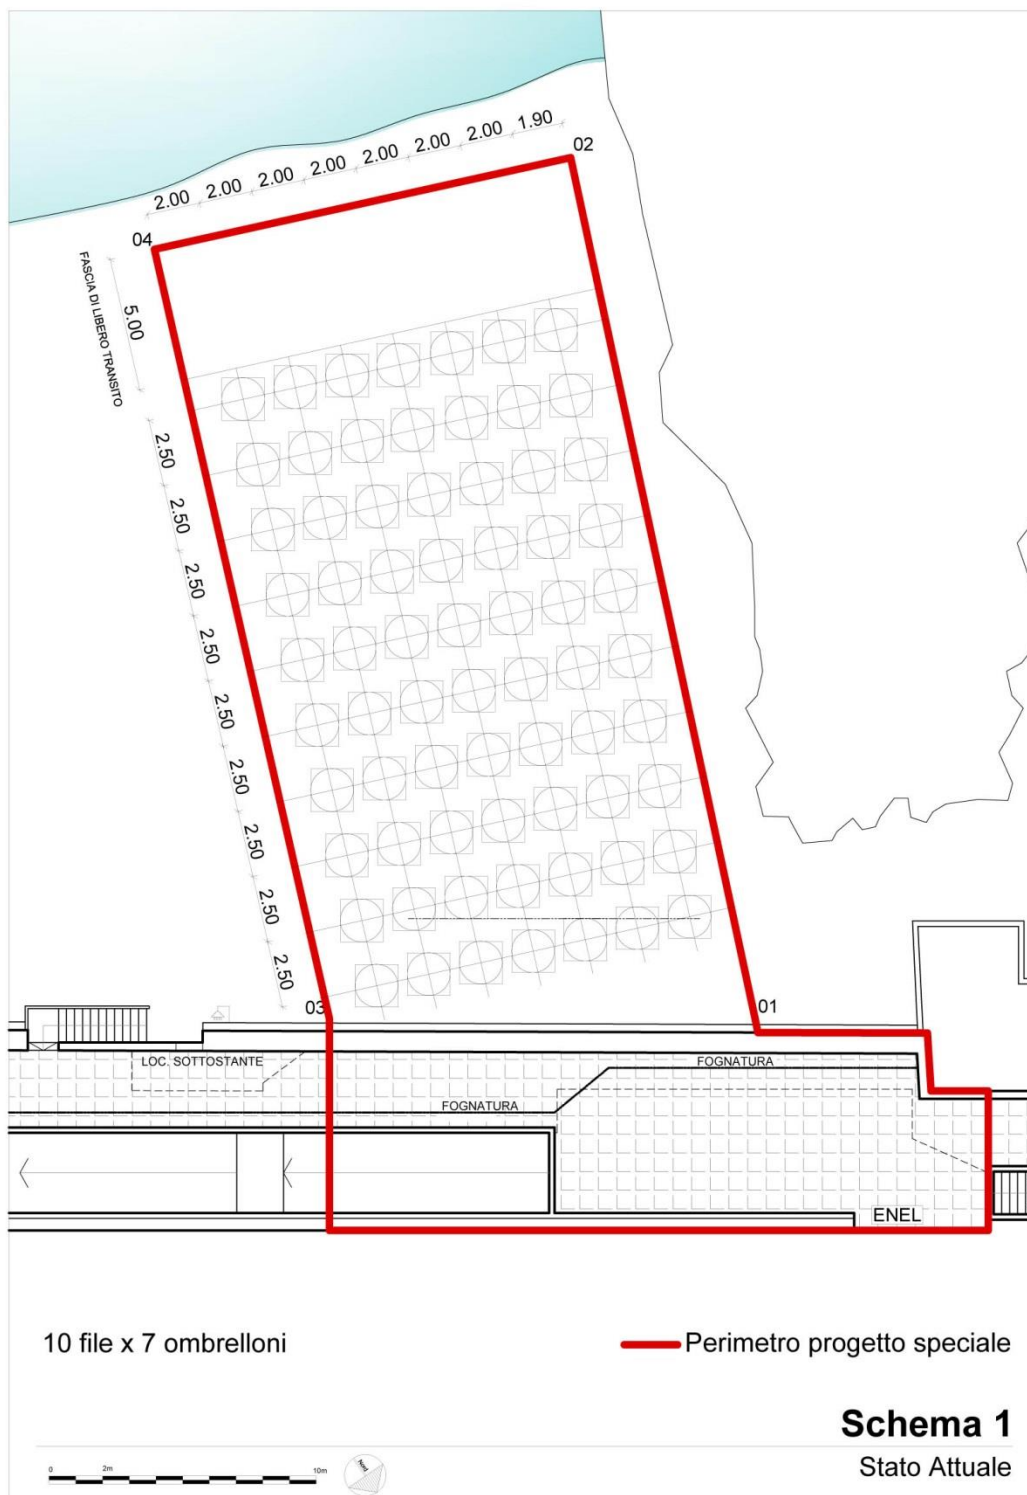 2.00 2.00 2.00 2.00 2.00 2.00 2.00 1.90
02
04
FASCIA DI LIBERO TRANSITO
5.00
2.50
2.50
2.50
2.50
2.50
2.50
2.50
2.50
2.50
03
01
LOC. SOTTOSTANTE
FOGNATURA
FOGNATURA
ENEL
10 file x 7 ombrelloni
Perimetro progetto speciale
Schema 1
Stato Attuale
0 2m 10m
Nord